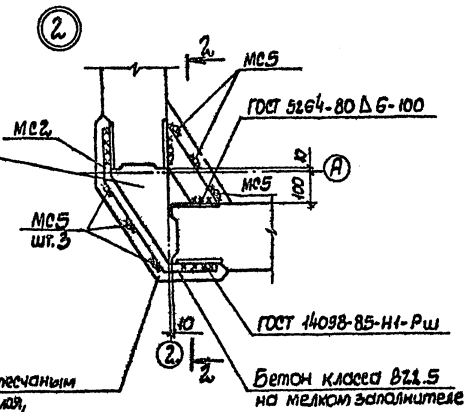 2
2
МС5
ГОСТ 5264-80 Δ 6-100
МС2
10
А
100
МС5
МС5
шт.3
10
ГОСТ 14098-85-Н1-Рш
2
2
песчаным
Бетон класса В22.5
на мелком заполнителе